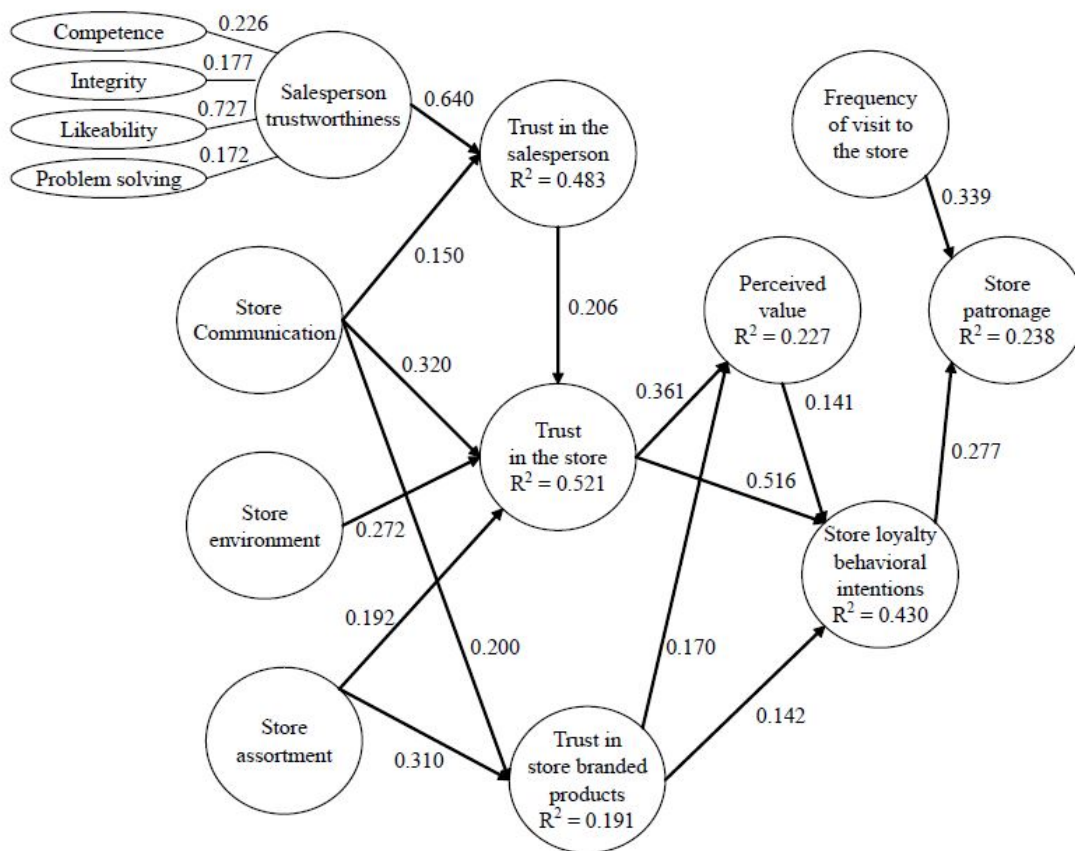 Competence
0.226
Integrity
0.177
Likeability
0.727
Problem solving
0.172
Salesperson
trustworthiness
0.640
Trust in the
salesperson
R² = 0.483
Frequency
of visit to
the store
0.339
Store
Communication
0.150
0.206
0.320
Perceived
value
R² = 0.227
Store
patronage
R² = 0.238
0.361
0.141
0.277
Trust
in the store
R² = 0.521
0.516
Store
environment
0.272
Store loyalty
behavioral
intentions
R² = 0.430
0.192
0.200
0.170
0.142
Store
assortment
0.310
Trust in
store branded
products
R² = 0.191